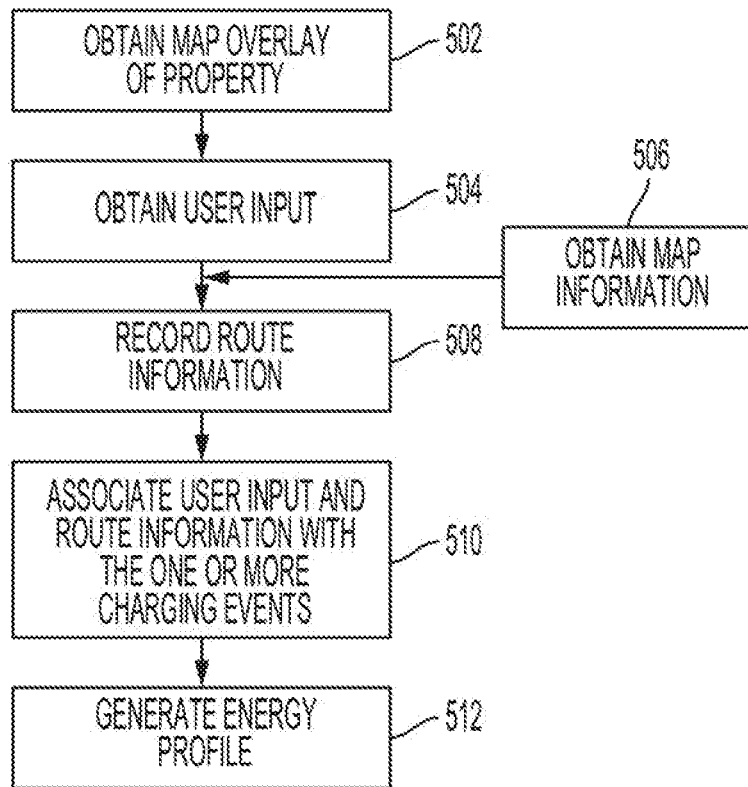 OBTAIN MAP OVERLAY
OF PROPERTY
502
OBTAIN USER INPUT
504
506
OBTAIN MAP
INFORMATION
RECORD ROUTE
INFORMATION
508
ASSOCIATE USER INPUT AND
ROUTE INFORMATION WITH
THE ONE OR MORE
CHARGING EVENTS
510
GENERATE ENERGY
PROFILE
512